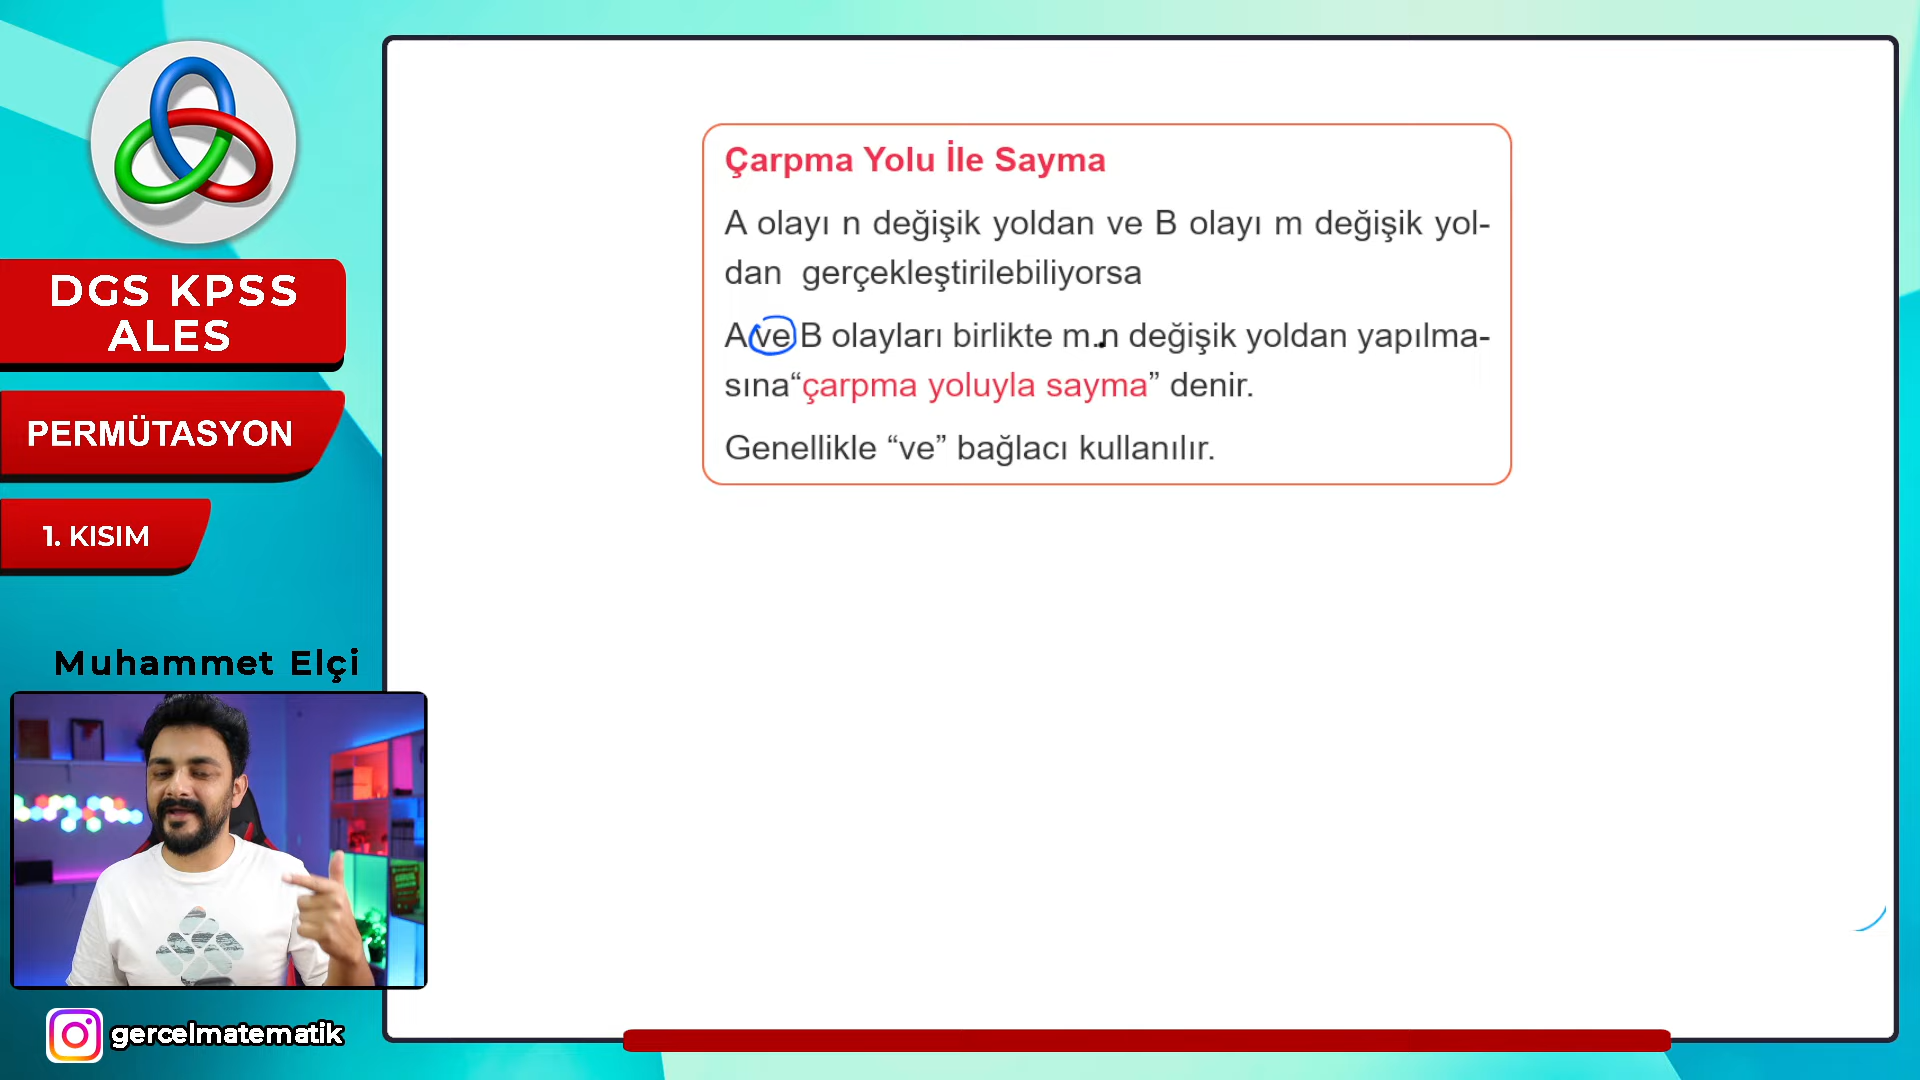 DGS KPSS
ALES
PERMÜTASYON
1. KISIM
Muhammet Elçi
gercelmatematik
Çarpma Yolu İle Sayma
A olayı n değişik yoldan ve B olayı m değişik yol-
dan gerçekleştirilebiliyorsa
A ve B olayları birlikte m.n değişik yoldan yapılma-
sına“çarpma yoluyla sayma” denir.
Genellikle “ve” bağlacı kullanılır.